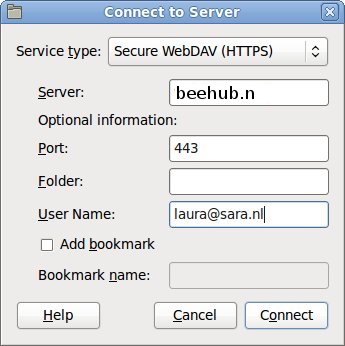 Connect to Server
Service type: Secure WebDAV (HTTPS)
Server: beehub.n
Optional information:
Port: 443
Folder:
User Name: laura@sara.nl
Add bookmark
Bookmark name:
Help Cancel Connect